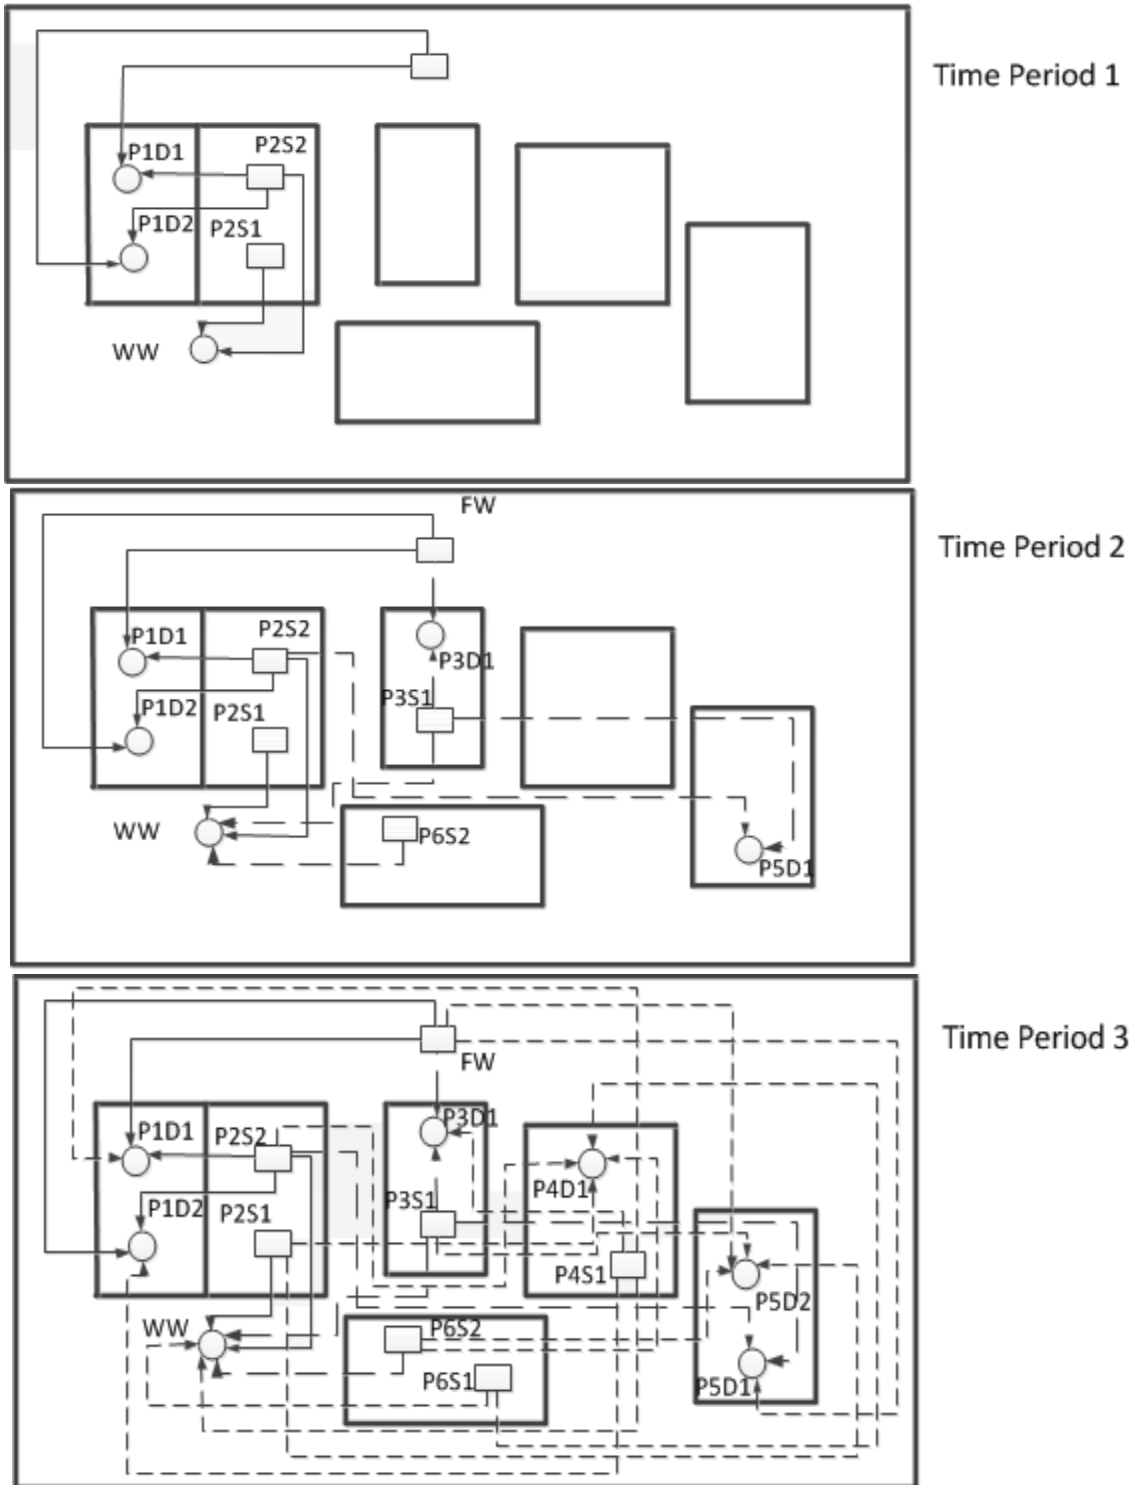 Time Period 1
P1D1
P2S2
P1D2
P2S1
WW
FW
Time Period 2
P1D1
P2S2
P3D1
P3S1
P1D2
P2S1
WW
P6S2
P5D1
Time Period 3
FW
P3D1
P1D1
P2S2
P4D1
P3S1
P1D2
P2S1
P4S1
P5D2
WW
P6S2
P6S1
P5D1